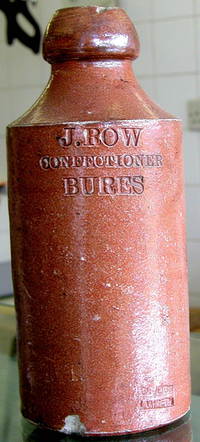 J. ROW
CONFECTIONER
BURES